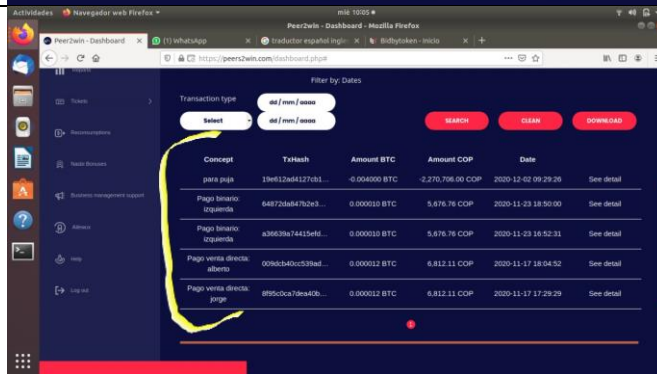 Actividades Navegador web Firefox mié 10:05
Peer2win - Dashboard - Mozilla Firefox
Peer2win - Dashboard × (1) WhatsApp × traductor español ingle × Bidbytoken - Inicio × +
https://peers2win.com/dashboard.php#
Reports
Filter by: Dates
Tickets
Transaction type
dd / mm / aaaa
Select
dd / mm / aaaa
SEARCH
CLEAN
DOWNLOAD
Reconsumptions
Natde Bonuses
Business management support
Help
Log out
Concept TxHash Amount BTC Amount COP Date
para puja 19e612ad4127cb1... -0.004000 BTC -2,270,706.00 COP 2020-12-02 09:29:26 See detail
Pago binario: izquierda 64872da847b2e3... 0.000010 BTC 5,676.76 COP 2020-11-23 18:50:00 See detail
Pago binario: izquierda a36639a74415efd... 0.000010 BTC 5,676.76 COP 2020-11-23 16:52:31 See detail
Pago venta directa: alberto 009dcb40cc539ad... 0.000012 BTC 6,812.11 COP 2020-11-17 18:04:52 See detail
Pago venta directa: jorge 8f95c0ca7dea40b... 0.000012 BTC 6,812.11 COP 2020-11-17 17:29:29 See detail
1